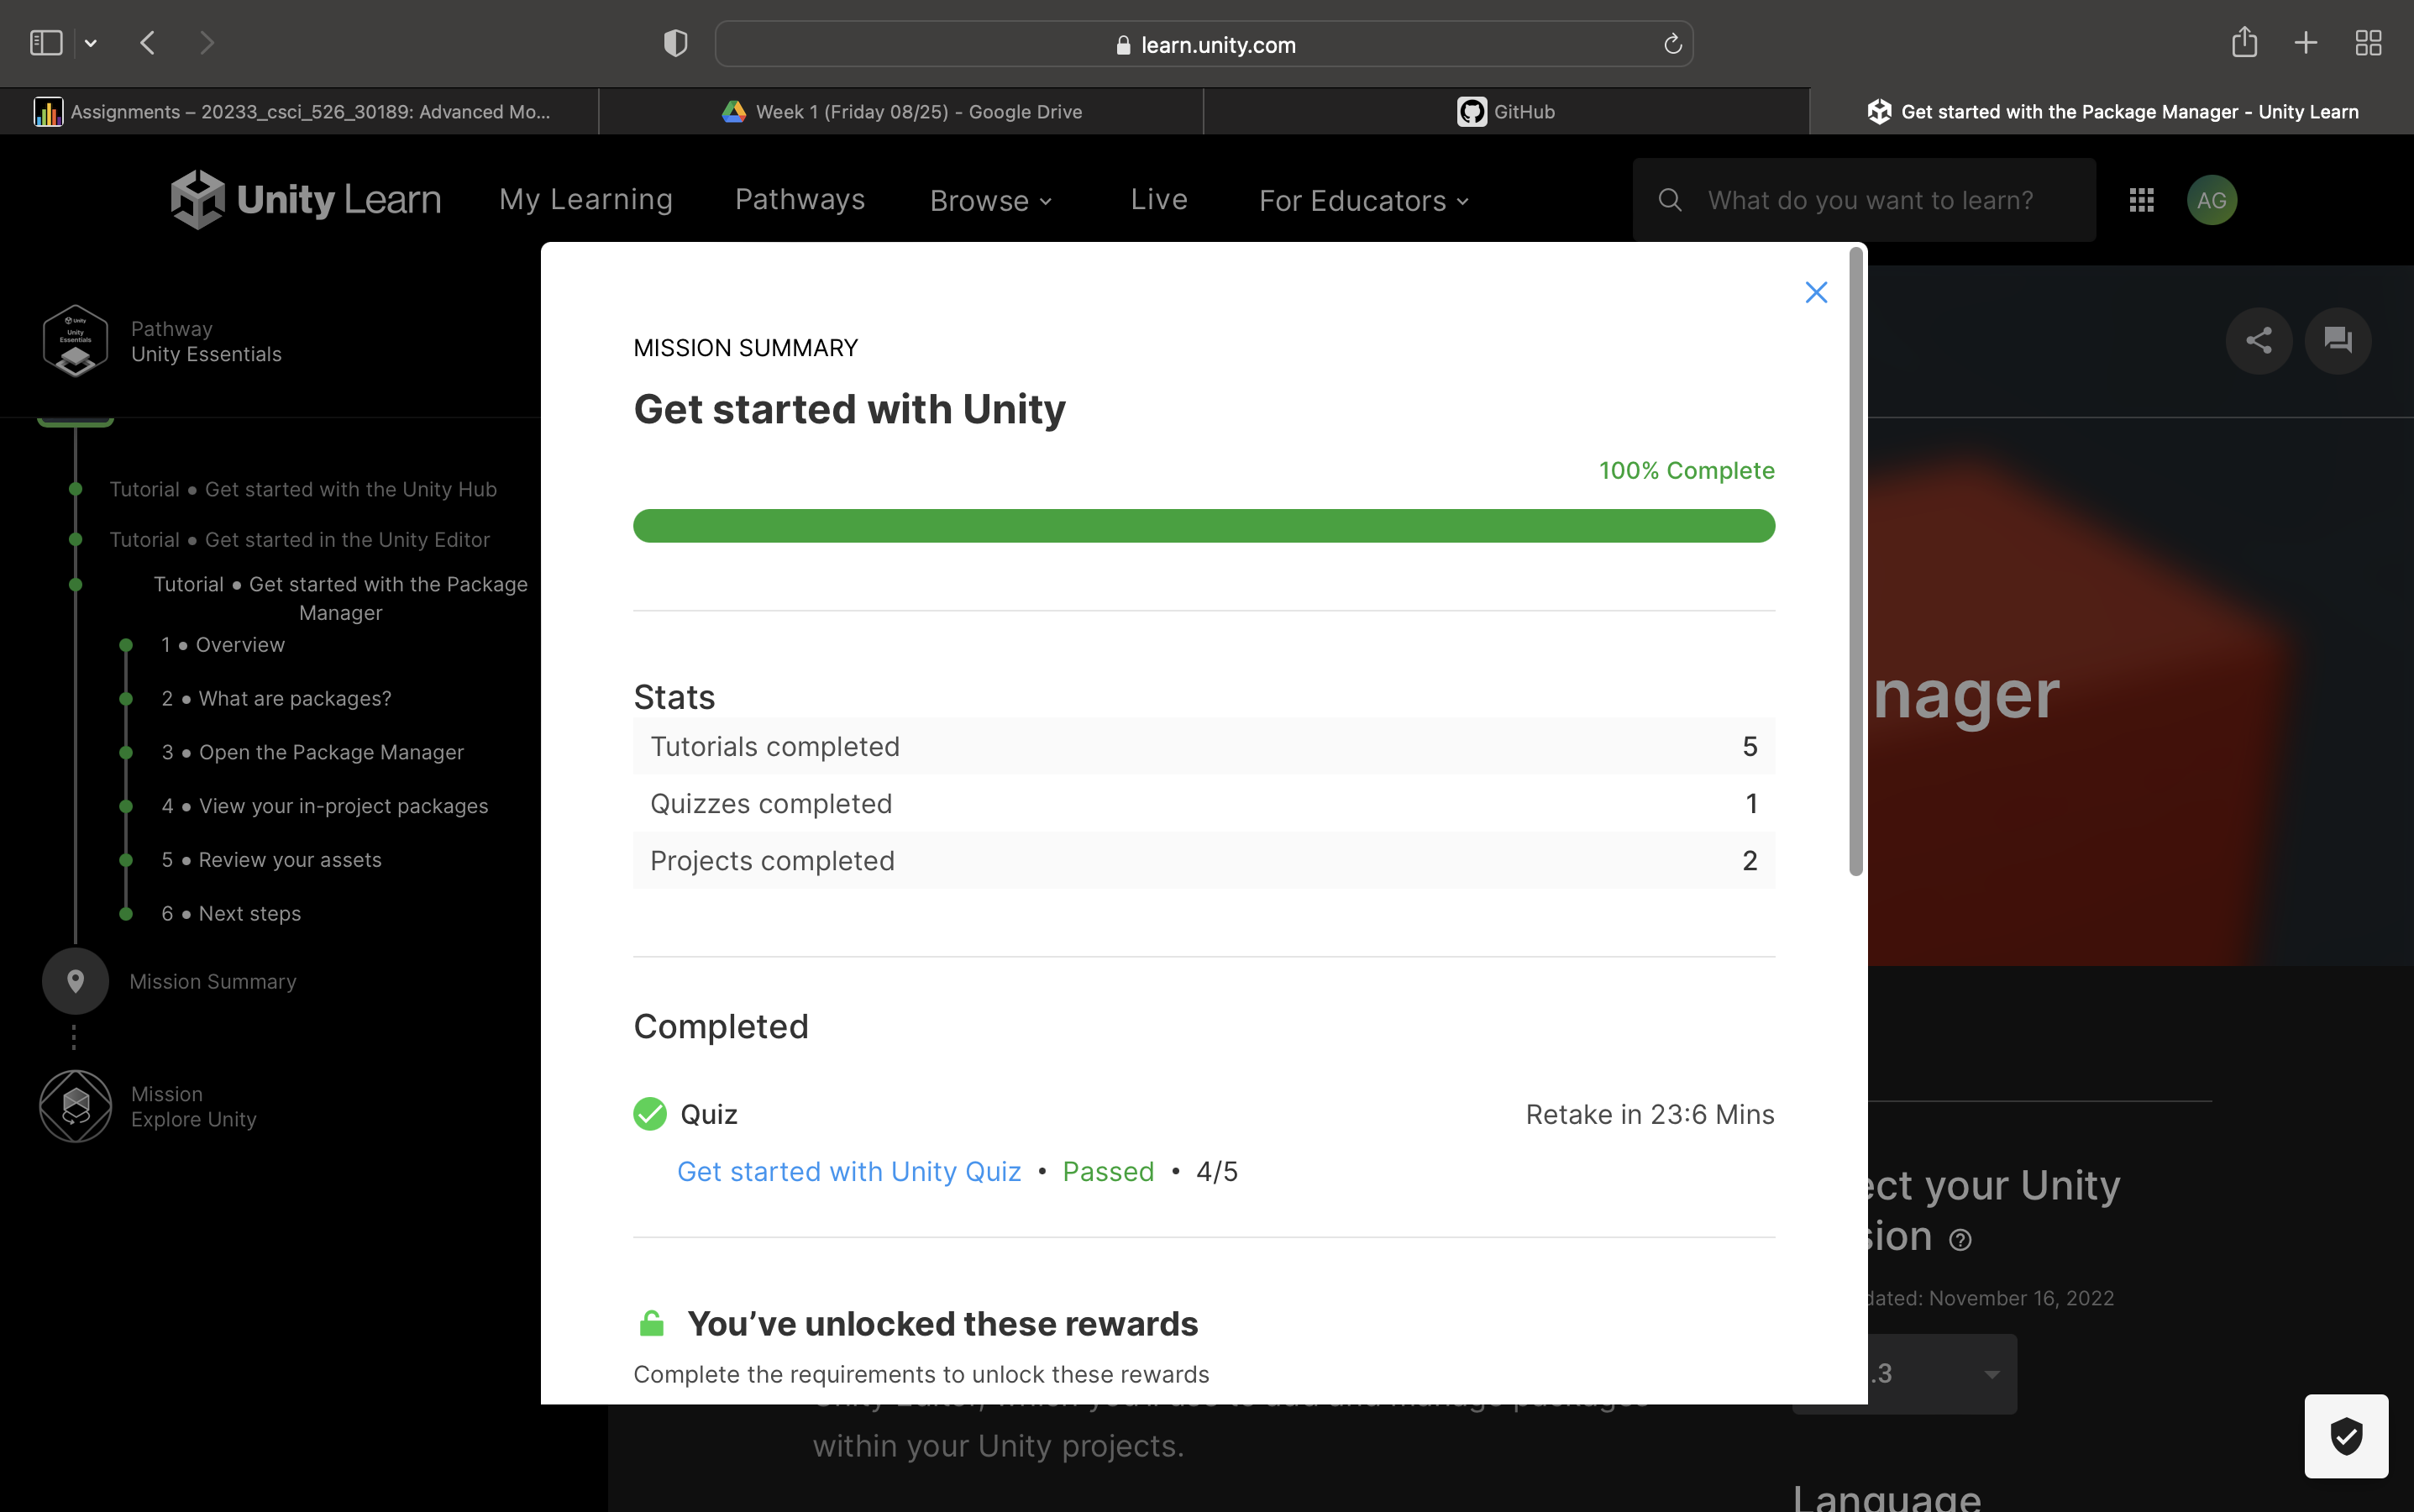 learn.unity.com
Assignments – 20233_csci_526_30189: Advanced Mo...
Week 1 (Friday 08/25) - Google Drive
GitHub
Get started with the Package Manager - Unity Learn
Unity Learn
My Learning
Pathways
Browse
Live
For Educators
What do you want to learn?
AG
Unity
Unity
Essentials
Pathway
Unity Essentials
Tutorial ● Get started with the Unity Hub
Tutorial ● Get started in the Unity Editor
Tutorial ● Get started with the Package
Manager
1 ● Overview
2 ● What are packages?
3 ● Open the Package Manager
4 ● View your in-project packages
5 ● Review your assets
6 ● Next steps
Mission Summary
Mission
Explore Unity
MISSION SUMMARY
Get started with Unity
100% Complete
Stats
Tutorials completed 5
Quizzes completed 1
Projects completed 2
Completed
Quiz
Retake in 23:6 Mins
Get started with Unity Quiz • Passed • 4/5
You’ve unlocked these rewards
Complete the requirements to unlock these rewards
within your Unity projects.
nager
ect your Unity
sion
dated: November 16, 2022
.3
Language